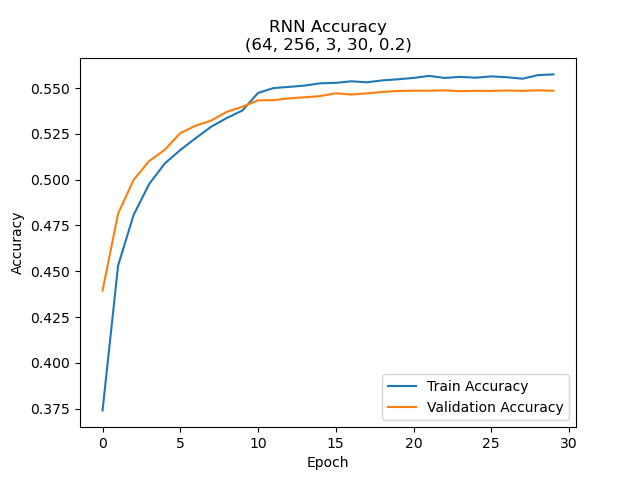 RNN Accuracy
(64, 256, 3, 30, 0.2)
0.550
0.525
0.500
0.475
0.450
0.425
0.400
0.375
Accuracy
Train Accuracy
Validation Accuracy
0 5 10 15 20 25 30
Epoch